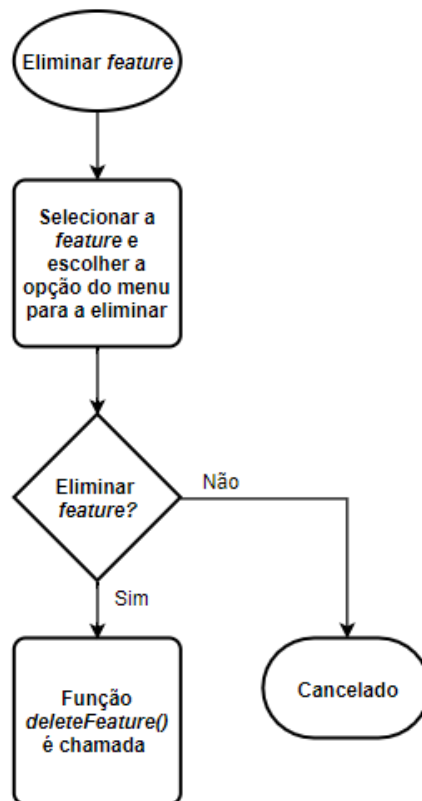 Eliminar feature
Selecionar a
feature e
escolher a
opção do menu
para a eliminar
Eliminar
feature?
Não
Sim
Função
deleteFeature()
é chamada
Cancelado